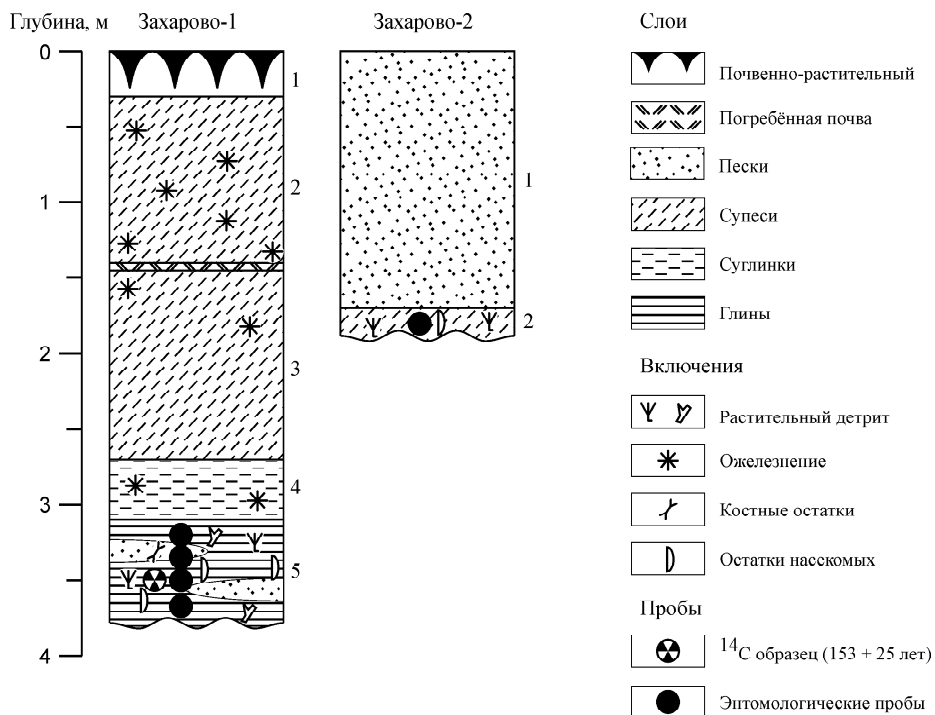 Глубина, м
Захарово-1
Захарово-2
Слои
0
1
2
3
4
1
2
3
4
5
1
2
Почвенно-растительный
Погребённая почва
Пески
Супеси
Суглинки
Глины
Включения
Растительный детрит
Ожелезнение
Костные остатки
Остатки насекомых
Пробы
14С образец (153 + 25 лет)
Энтомологические пробы